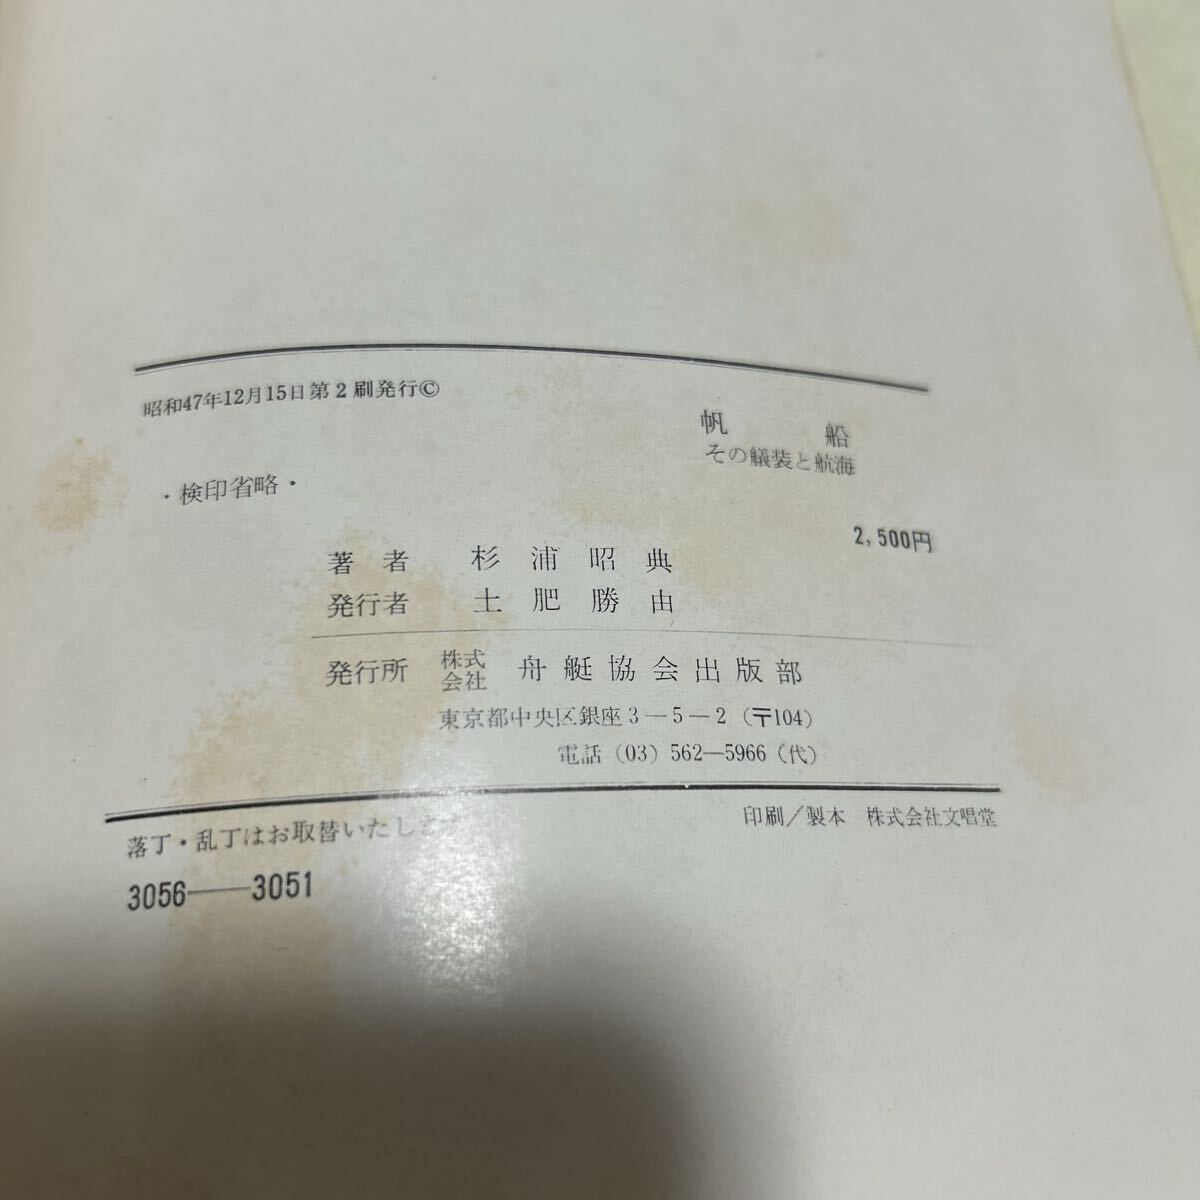 昭和47年12月15日第2刷発行©
帆船
その艤装と航海
・検印省略・
2,500円
著者 杉浦昭典
発行者 土肥勝由
発行所 株式会社 舟艇協会出版部
東京都中央区銀座3－5－2（〒104）
電話（03）562―5966（代）
印刷／製本 株式会社文唱堂
落丁・乱丁はお取替いたします
3056――3051